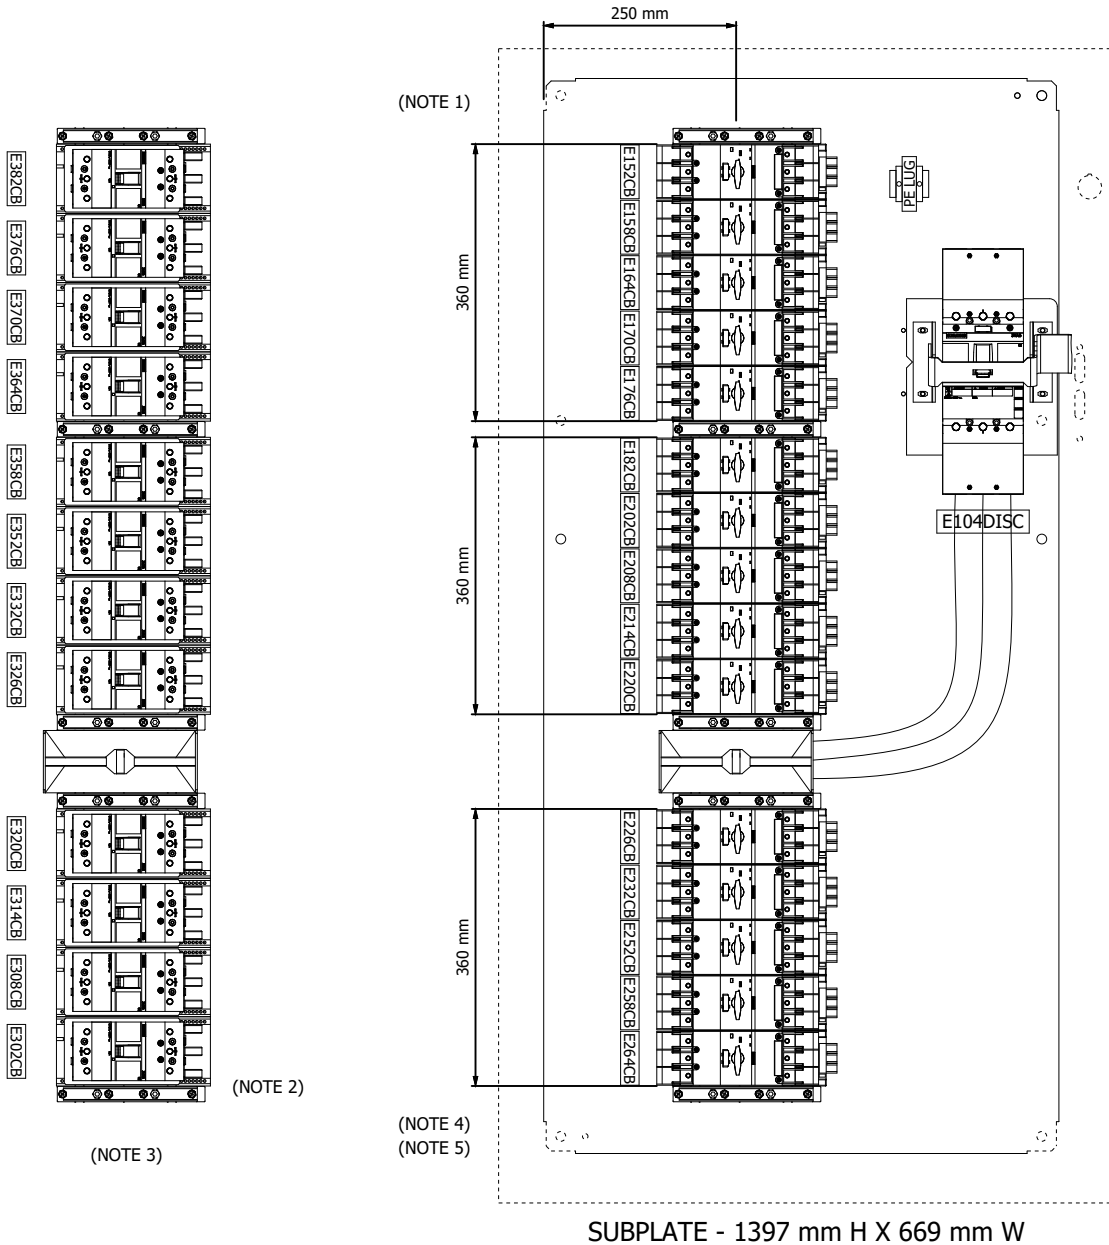 250 mm
(NOTE 1)
E382CB
E376CB
E370CB
E364CB
E358CB
E352CB
E332CB
E326CB
E320CB
E314CB
E308CB
E302CB
(NOTE 2)
(NOTE 3)
360 mm
360 mm
360 mm
E152CB
E158CB
E164CB
E170CB
E176CB
E182CB
E202CB
E208CB
E214CB
E220CB
E226CB
E232CB
E252CB
E258CB
E264CB
PE LUG
E104DISC
(NOTE 4)
(NOTE 5)
SUBPLATE - 1397 mm H X 669 mm W